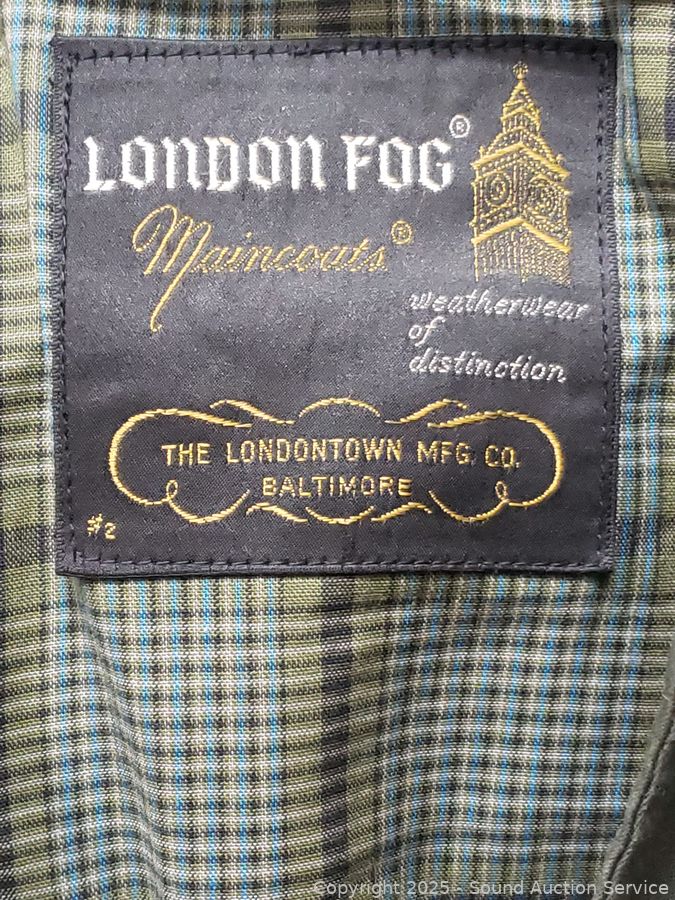 LONDON FOG®
Maincoats®
weatherwear
of
distinction
THE LONDONTOWN MFG. CO.
BALTIMORE
#2
Copyright 2025 - Sound Auction Service